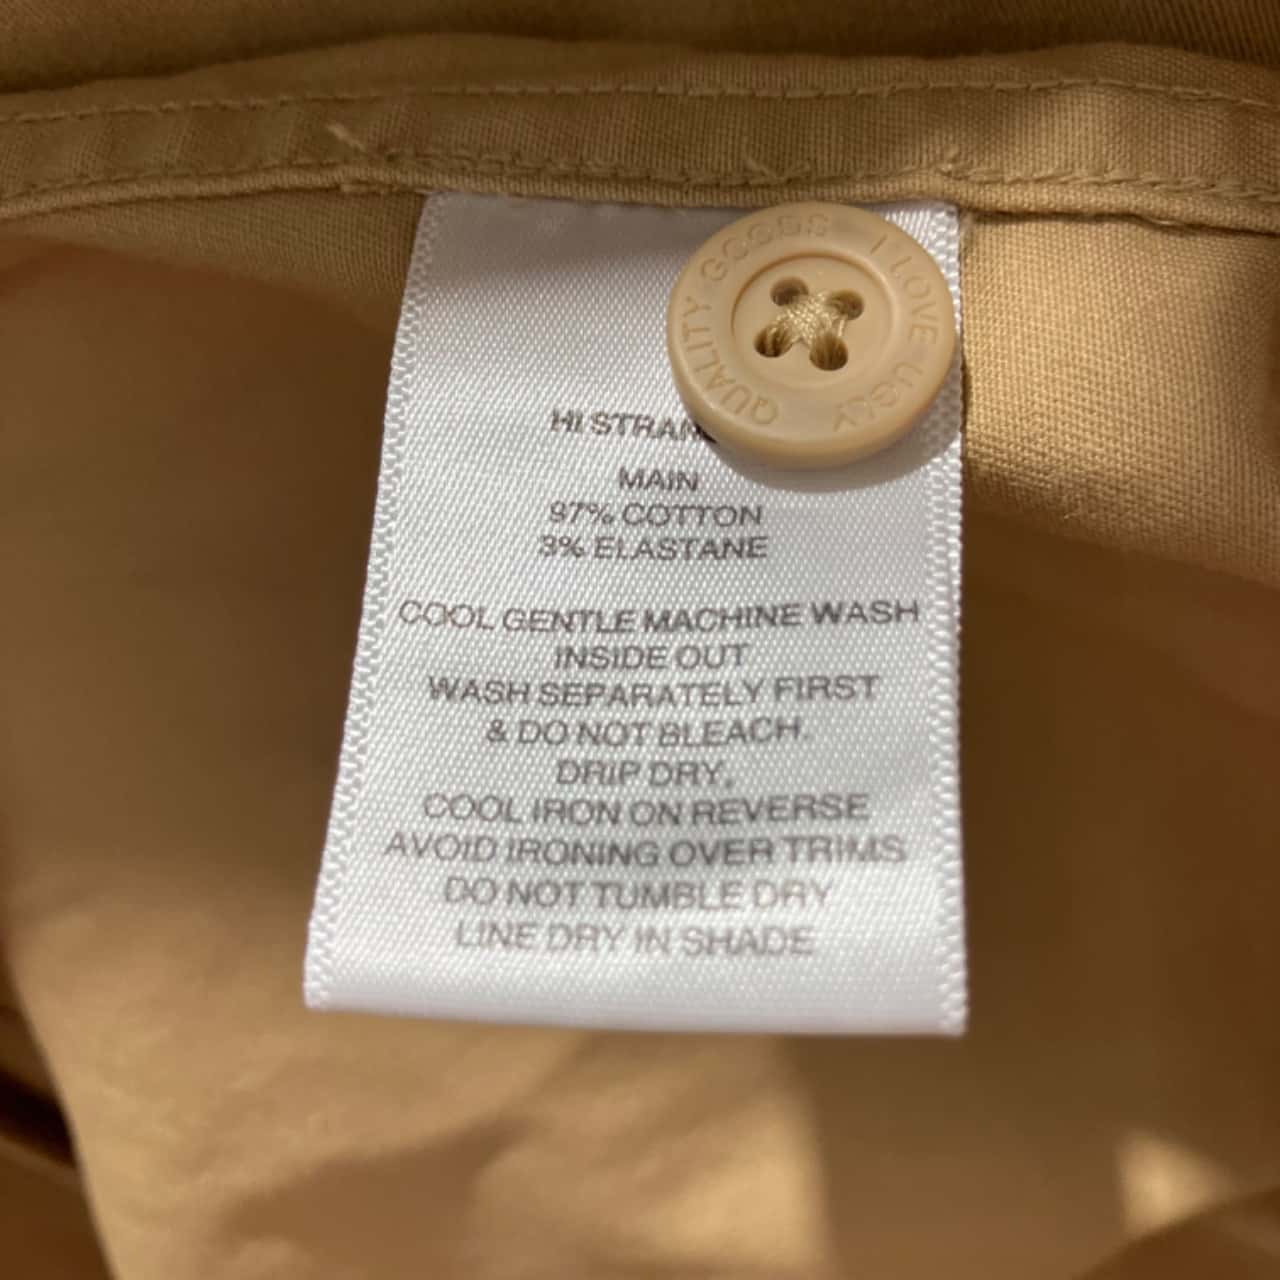 QUALITY GOODS I LOVE UGLY
HI STRAN
MAIN
97% COTTON
3% ELASTANE
COOL GENTLE MACHINE WASH
INSIDE OUT
WASH SEPARATELY FIRST
& DO NOT BLEACH.
DRIP DRY,
COOL IRON ON REVERSE
AVOID IRONING OVER TRIMS
DO NOT TUMBLE DRY
LINE DRY IN SHADE